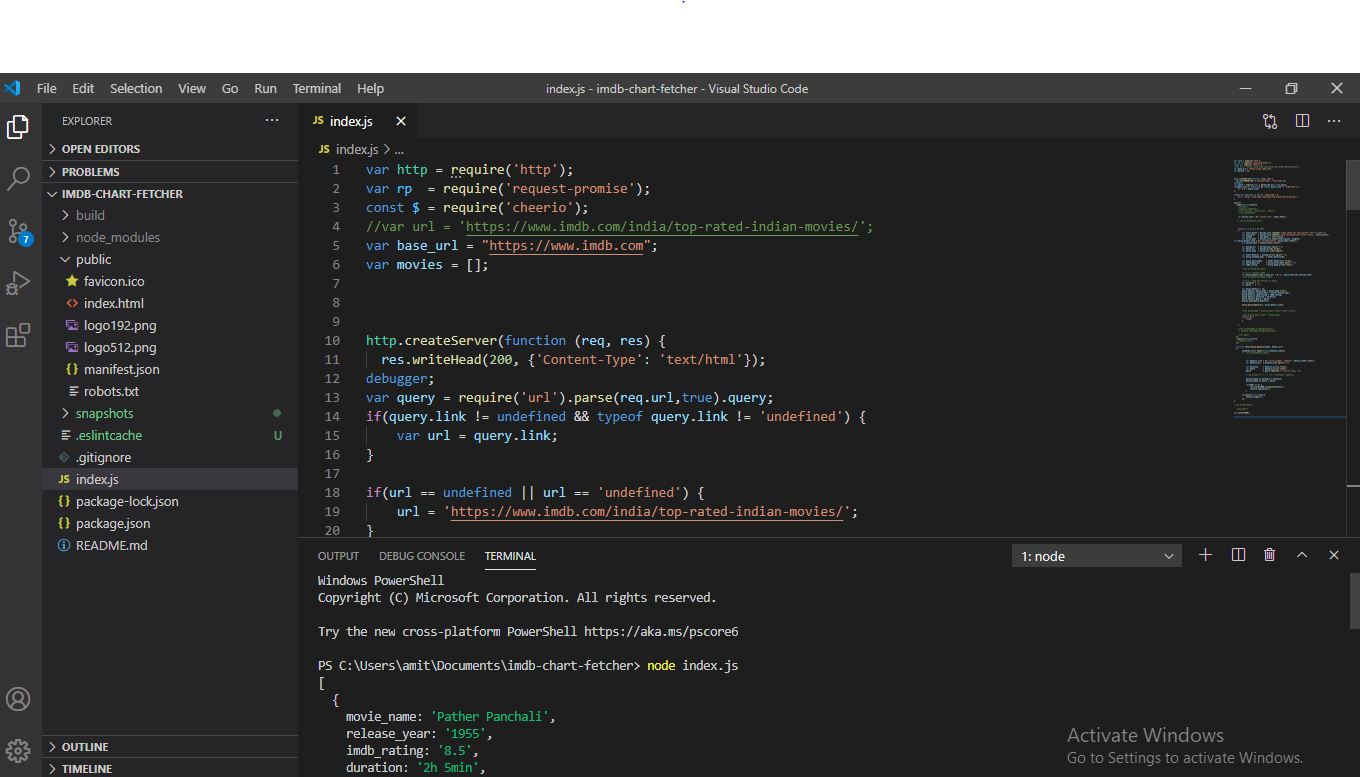 File Edit Selection View Go Run Terminal Help
index.js - imdb-chart-fetcher - Visual Studio Code
EXPLORER
OPEN EDITORS
PROBLEMS
IMDB-CHART-FETCHER
build
node_modules
public
favicon.ico
index.html
logo192.png
logo512.png
manifest.json
robots.txt
snapshots
.eslintcache U
.gitignore
JS index.js
package-lock.json
package.json
README.md
OUTLINE
TIMELINE
7
JS index.js
JS index.js > ...
1 var http = require('http');
2 var rp  = require('request-promise');
3 const $ = require('cheerio');
4 //var url = 'https://www.imdb.com/india/top-rated-indian-movies/';
5 var base_url = "https://www.imdb.com";
6 var movies = [];
7
8
9
10 http.createServer(function (req, res) {
11   res.writeHead(200, {'Content-Type': 'text/html'});
12 debugger;
13 var query = require('url').parse(req.url,true).query;
14 if(query.link != undefined && typeof query.link != 'undefined') {
15     var url = query.link;
16 }
17
18 if(url == undefined || url == 'undefined') {
19     url = 'https://www.imdb.com/india/top-rated-indian-movies/';
20 }
OUTPUT DEBUG CONSOLE TERMINAL
1: node
Windows PowerShell
Copyright (C) Microsoft Corporation. All rights reserved.
Try the new cross-platform PowerShell https://aka.ms/pscore6
PS C:\Users\amit\Documents\imdb-chart-fetcher> node index.js
[
  {
    movie_name: 'Pather Panchali',
    release_year: '1955',
    imdb_rating: '8.5',
    duration: '2h 5min',
Activate Windows
Go to Settings to activate Windows.